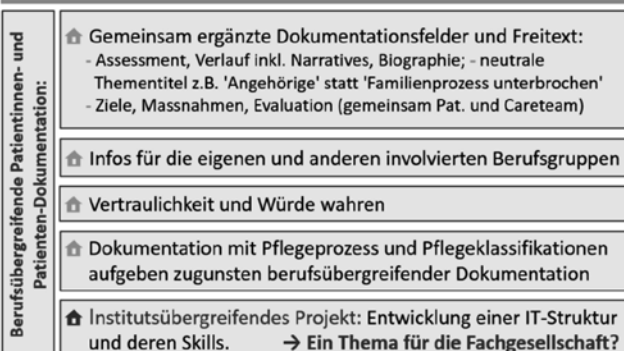 Berufsübergreifende Patientinnen- und
Patienten-Dokumentation:
Gemeinsam ergänzte Dokumentationsfelder und Freitext:
- Assessment, Verlauf inkl. Narratives, Biographie; - neutrale
Thementitel z.B. 'Angehörige' statt 'Familienprozess unterbrochen'
- Ziele, Massnahmen, Evaluation (gemeinsam Pat. und Careteam)
Infos für die eigenen und anderen involvierten Berufsgruppen
Vertraulichkeit und Würde wahren
Dokumentation mit Pflegeprozess und Pflegeklassifikationen
aufgeben zugunsten berufsübergreifender Dokumentation
Institutsübergreifendes Projekt: Entwicklung einer IT-Struktur
und deren Skills. → Ein Thema für die Fachgesellschaft?